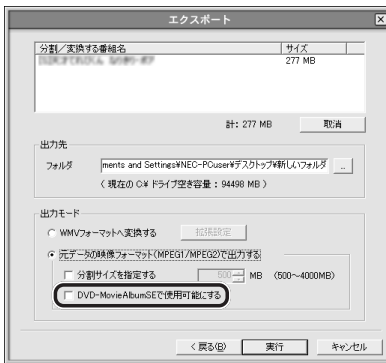 エクスポート
分割／変換する番組名 サイズ
277 MB
計: 277 MB 取消
出力先
フォルダ ments and Settings¥NEC-PCuser¥デスクトップ¥新しいフォルダ ..
( 現在の C¥ ドライブ空き容量 : 94498 MB )
出力モード
WMVフォーマットへ変換する 拡張設定
元データの映像フォーマット(MPEG1/MPEG2)で出力する
分割サイズを指定する 500 MB (500～4000MB)
DVD-MovieAlbumSEで使用可能にする
< 戻る(B) 実行 キャンセル